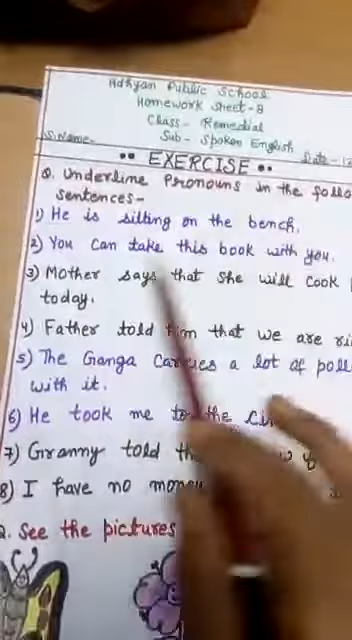 Adhyan Public School
Homework Sheet-8
Class- Remedial
Sub- Spoken English
S.Name-
Date-
•• EXERCISE ••
Q. Underline Pronouns in the
sentences-
1) He is sitting on the bench.
2) You can take this book with you.
3) Mother says that she will cook
today.
4) Father told him that we are
5) The Ganga Carries a lot of
with it.
6) He took me to the
7) Granny told
8) I have no money
2. See the pictures